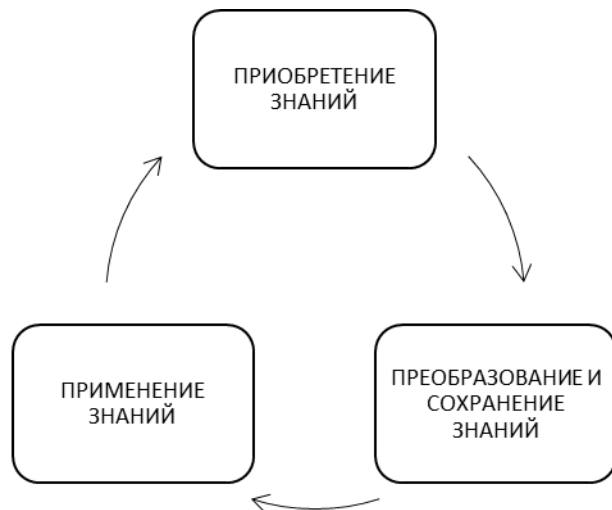 ПРИОБРЕТЕНИЕ
ЗНАНИЙ
ПРИМЕНЕНИЕ
ЗНАНИЙ
ПРЕОБРАЗОВАНИЕ И
СОХРАНЕНИЕ
ЗНАНИЙ